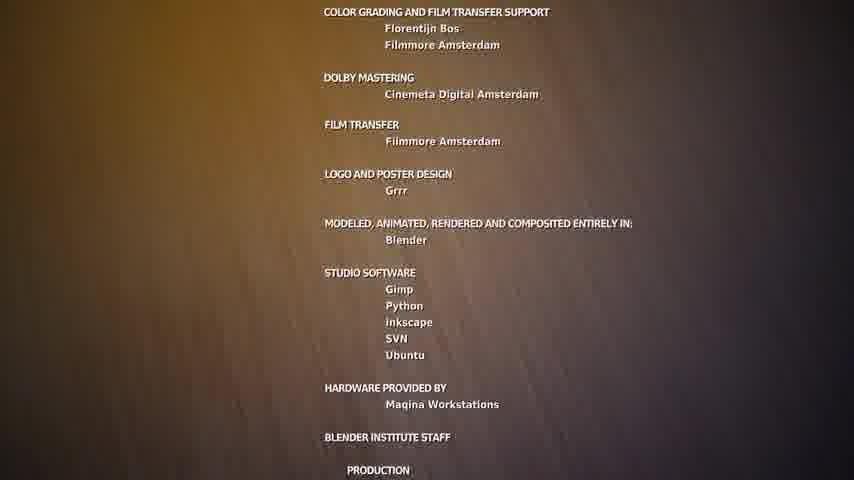 COLOR GRADING AND FILM TRANSFER SUPPORT
Florentijn Bos
Filmmore Amsterdam
DOLBY MASTERING
Cinemeta Digital Amsterdam
FILM TRANSFER
Filmmore Amsterdam
LOGO AND POSTER DESIGN
Grrr
MODELED, ANIMATED, RENDERED AND COMPOSITED ENTIRELY IN:
Blender
STUDIO SOFTWARE
Gimp
Python
inkscape
SVN
Ubuntu
HARDWARE PROVIDED BY
Maqina Workstations
BLENDER INSTITUTE STAFF
PRODUCTION